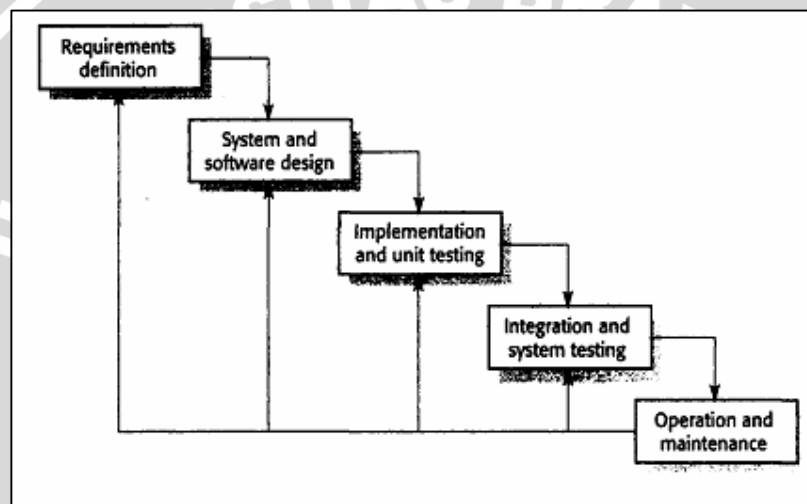 Requirements
definition
System and
software design
Implementation
and unit testing
Integration and
system testing
Operation and
maintenance